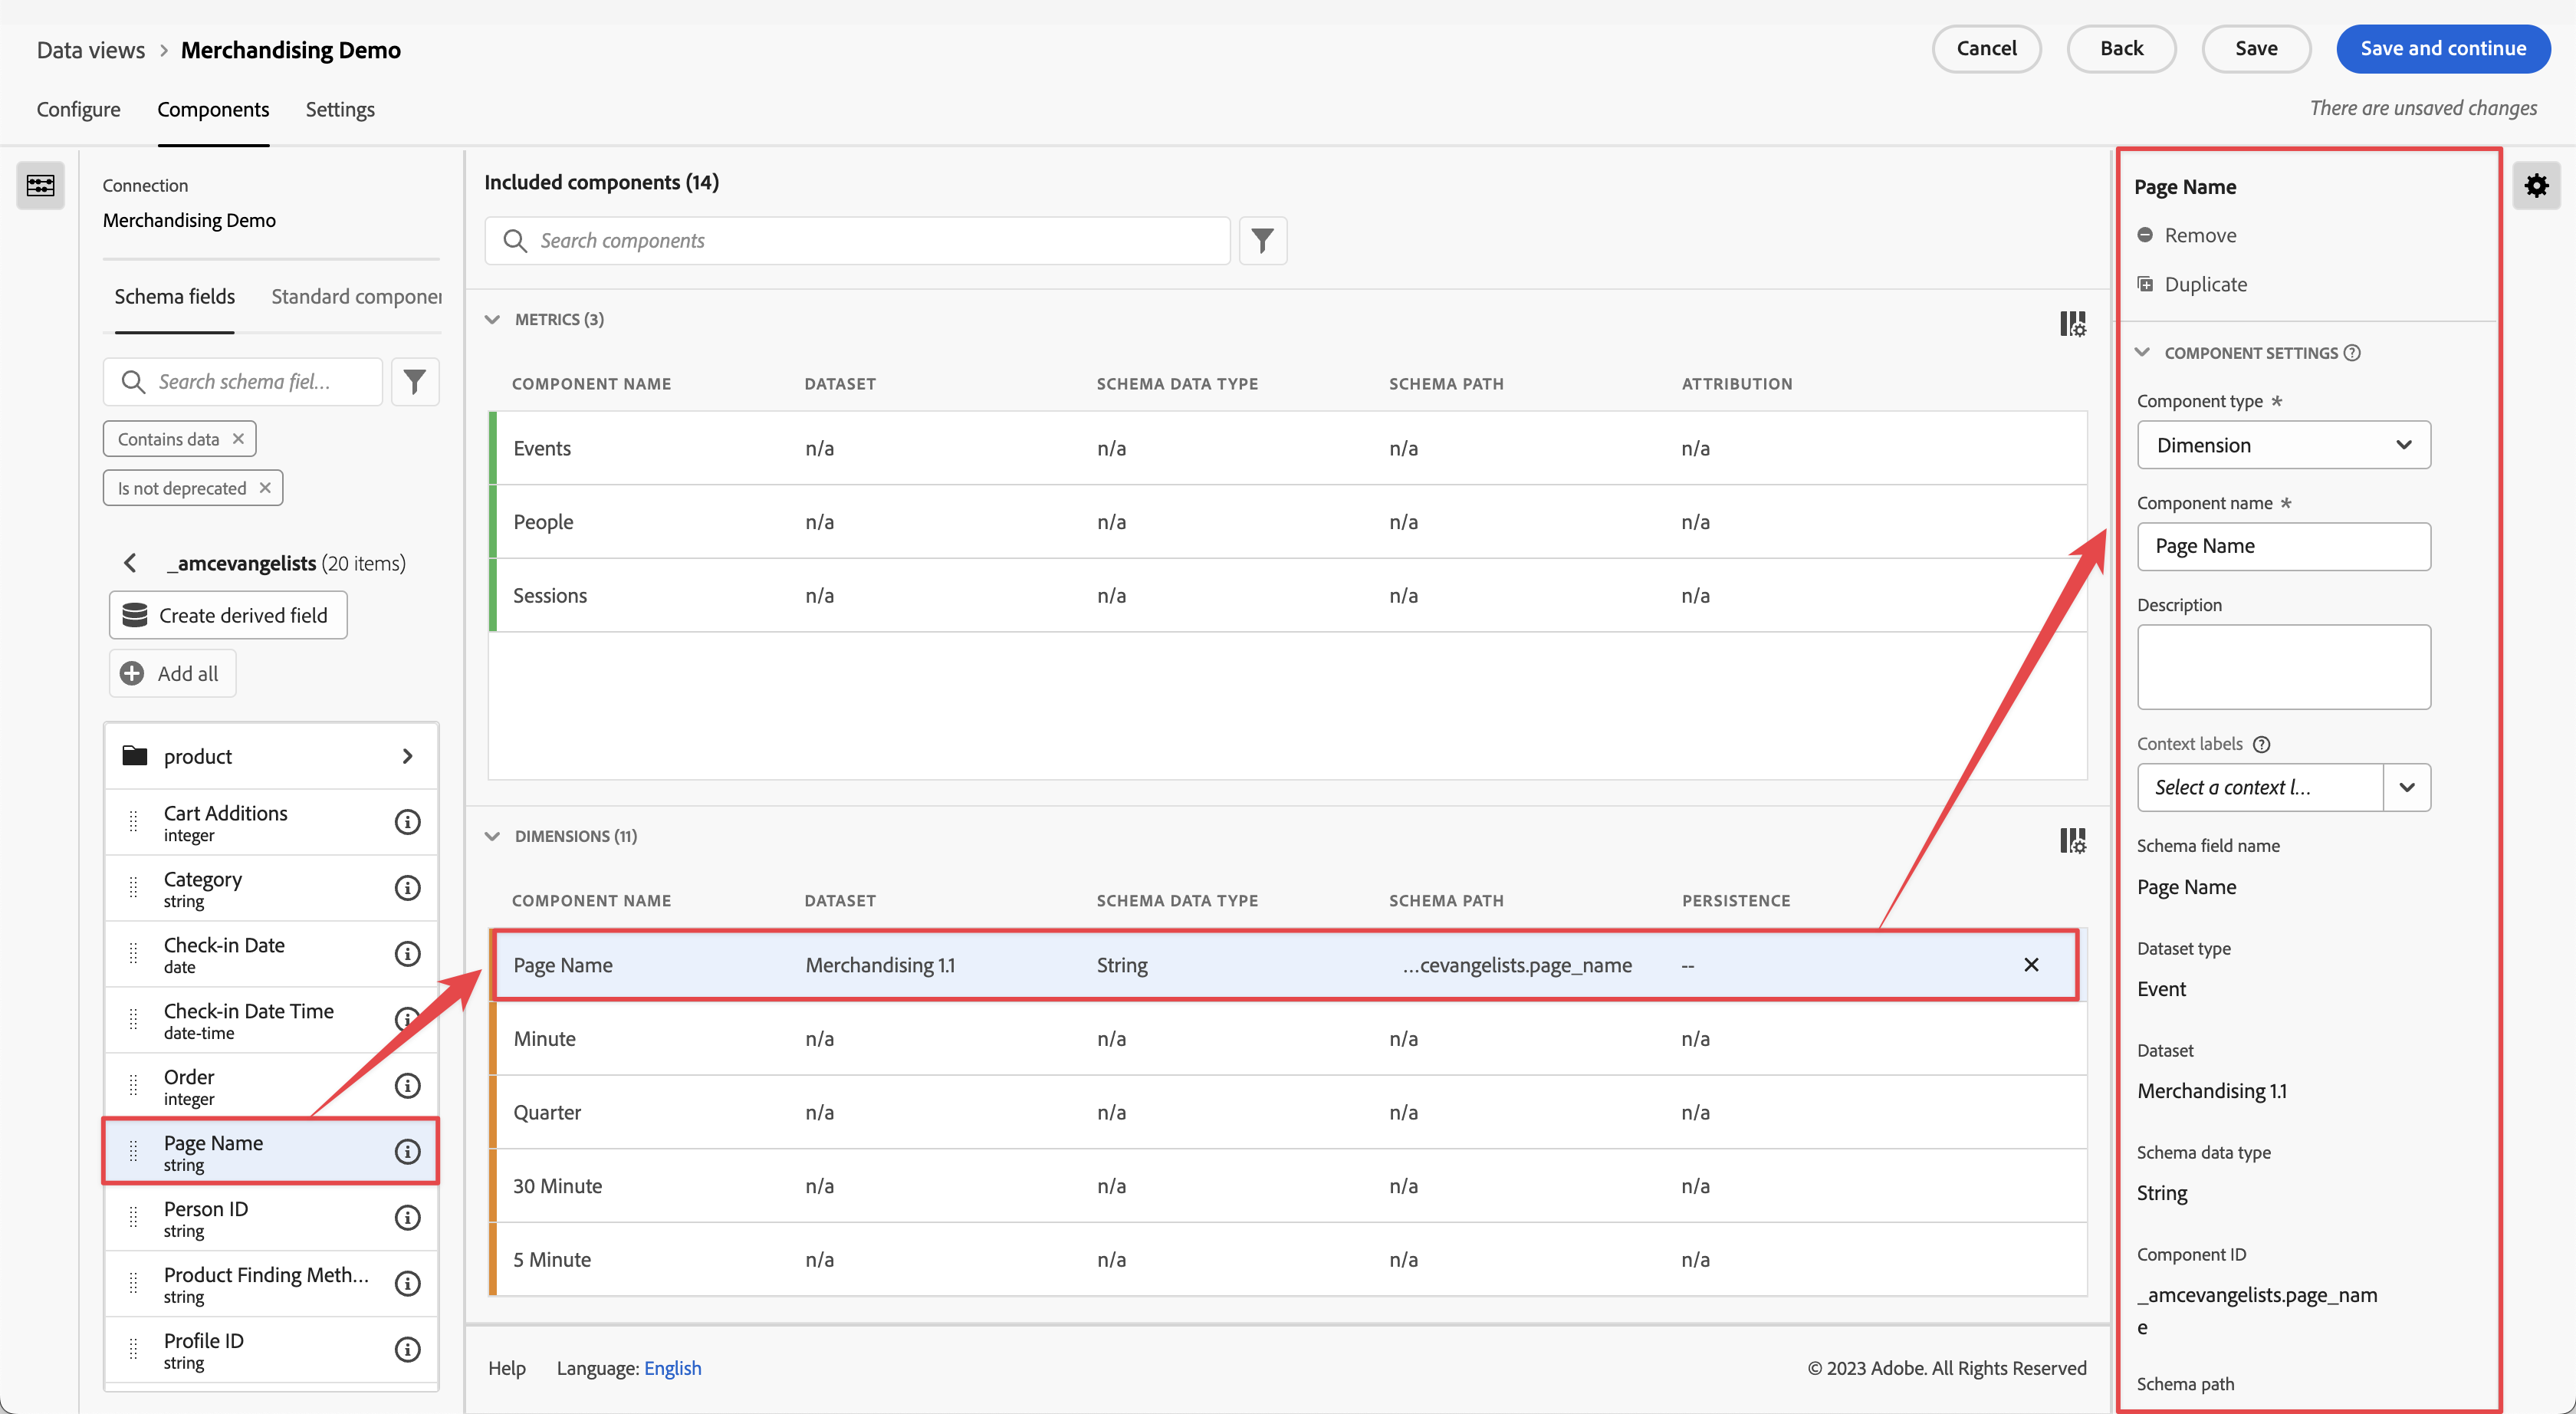 Data views > Merchandising Demo
Cancel
Back
Save
Save and continue
Configure
Components
Settings
There are unsaved changes
Connection
Merchandising Demo
Schema fields
Standard componen
Search schema fiel...
Contains data
Is not deprecated
_amcevangelists (20 items)
Create derived field
Add all
product
Cart Additions
integer
Category
string
Check-in Date
date
Check-in Date Time
date-time
Order
integer
Page Name
string
Person ID
string
Product Finding Meth...
string
Profile ID
string
Included components (14)
Search components
METRICS (3)
COMPONENT NAME DATASET SCHEMA DATA TYPE SCHEMA PATH ATTRIBUTION
Events n/a n/a n/a n/a
People n/a n/a n/a n/a
Sessions n/a n/a n/a n/a
DIMENSIONS (11)
COMPONENT NAME DATASET SCHEMA DATA TYPE SCHEMA PATH PERSISTENCE
Page Name Merchandising 1.1 String ...cevangelists.page_name --
Minute n/a n/a n/a n/a
Quarter n/a n/a n/a n/a
30 Minute n/a n/a n/a n/a
5 Minute n/a n/a n/a n/a
Help Language: English
© 2023 Adobe. All Rights Reserved
Page Name
Remove
Duplicate
COMPONENT SETTINGS
Component type *
Dimension
Component name *
Page Name
Description
Context labels
Select a context l...
Schema field name
Page Name
Dataset type
Event
Dataset
Merchandising 1.1
Schema data type
String
Component ID
_amcevangelists.page_nam
e
Schema path